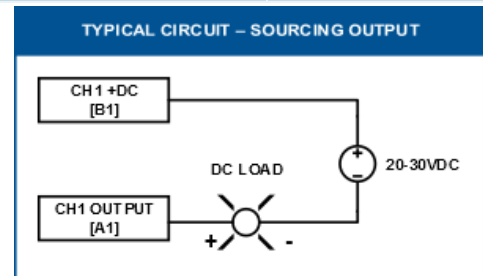 TYPICAL CIRCUIT – SOURCING OUTPUT
CH1 +DC
[B1]
+
20-30VDC
–
DC LOAD
CH1 OUTPUT
[A1]
+
-